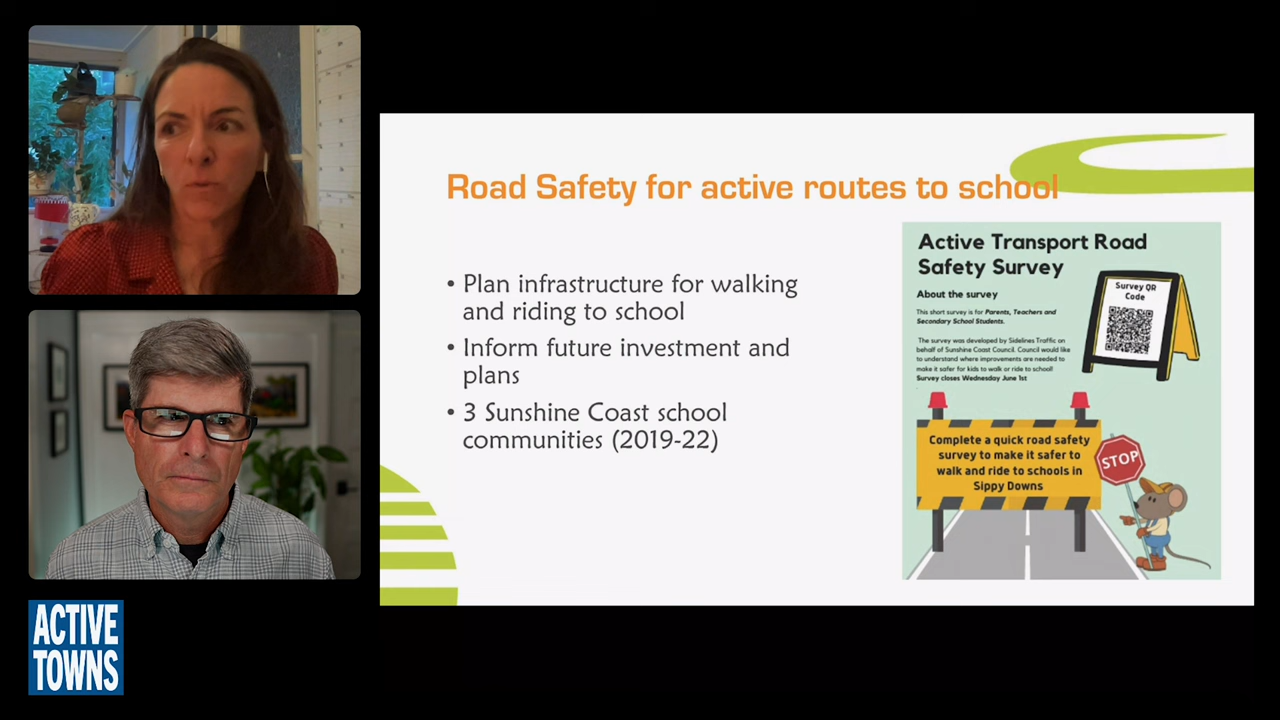 Road Safety for active routes to school
• Plan infrastructure for walking
and riding to school
• Inform future investment and
plans
• 3 Sunshine Coast school
communities (2019-22)
Active Transport Road
Safety Survey
About the survey
This short survey is for Parents, Teachers and
Secondary School Students.
The survey was developed by Sidelines Traffic on
behalf of Sunshine Coast Council. Council would like
to understand where improvements are needed to
make it safer for kids to walk or ride to school!
Survey closes Wednesday June 1st
Survey QR
Code
Complete a quick road safety
survey to make it safer to
walk and ride to schools in
Sippy Downs
STOP
ACTIVE
TOWNS